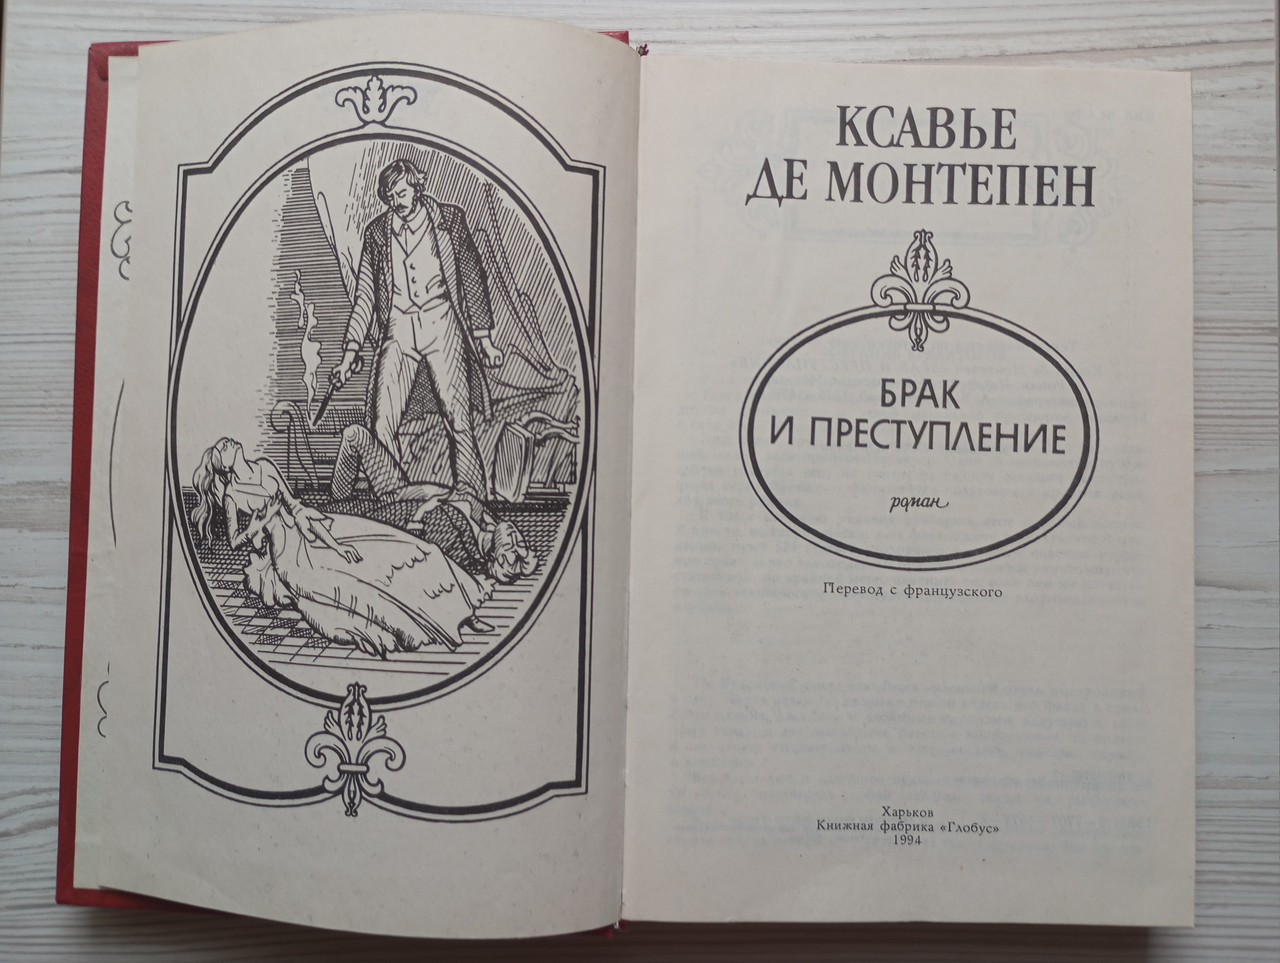 КСАВЬЕ
ДЕ МОНТЕПЕН
БРАК
И ПРЕСТУПЛЕНИЕ
роман
Перевод с французского
Харьков
Книжная фабрика «Глобус»
1994